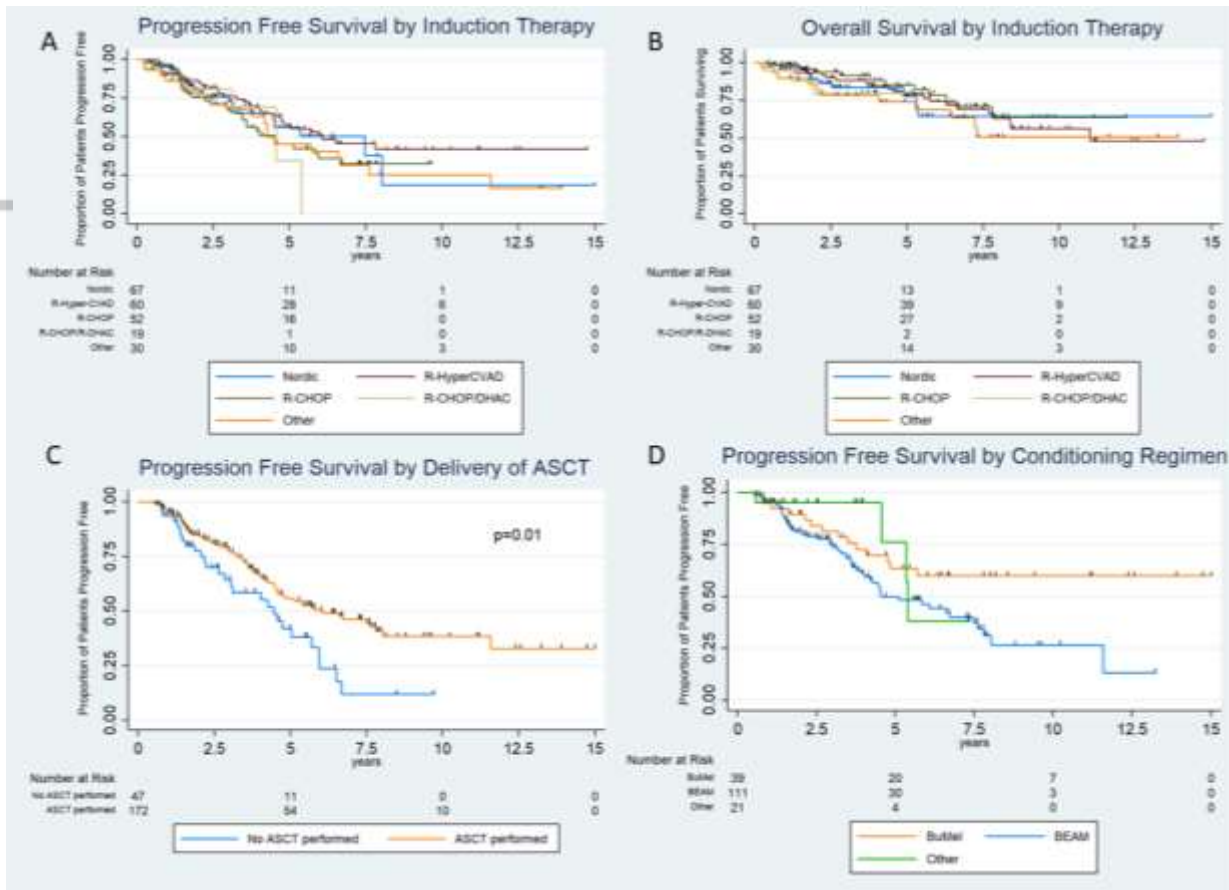 A
Progression Free Survival by Induction Therapy
Proportion of Patients Progression Free
1.00
0.75
0.50
0.25
0.00
0 2.5 5 7.5 10 12.5 15
years
Number at Risk
Nordic 67 11 1 0
R-HyperCVAD 60 28 6 0
R-CHOP 52 16 0 0
R-CHOP/R-DHAC 19 1 0 0
Other 30 10 3 0
Nordic R-HyperCVAD
R-CHOP R-CHOP/DHAC
Other
B
Overall Survival by Induction Therapy
Proportion of Patients Surviving
1.00
0.75
0.50
0.25
0.00
0 2.5 5 7.5 10 12.5 15
years
Number at Risk
Nordic 67 13 1 0
R-HyperCVAD 60 39 9 0
R-CHOP 52 27 2 0
R-CHOP/R-DHAC 19 2 0 0
Other 30 14 3 0
Nordic R-HyperCVAD
R-CHOP R-CHOP/DHAC
Other
C
Progression Free Survival by Delivery of ASCT
Proportion of Patients Progression Free
1.00
0.75
0.50
0.25
0.00
p=0.01
0 2.5 5 7.5 10 12.5 15
years
Number at Risk
No ASCT performed 47 11 0 0
ASCT performed 172 54 10 0
No ASCT performed ASCT performed
D
Progression Free Survival by Conditioning Regimen
Proportion of Patients Progression Free
1.00
0.75
0.50
0.25
0.00
0 2.5 5 7.5 10 12.5 15
years
Number at Risk
BuMel 39 20 7 0
BEAM 111 30 3 0
Other 21 4 0 0
BuMel BEAM
Other